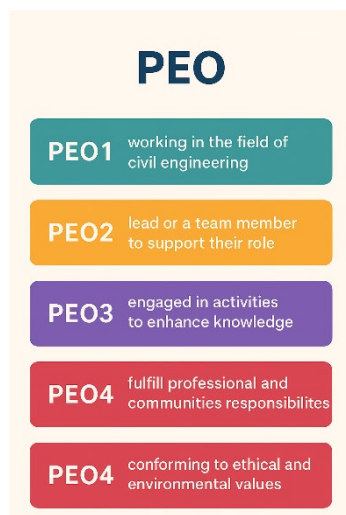 PEO
PEO1
working in the field of
civil engineering
PEO2
lead or a team member
to support their role
PEO3
engaged in activities
to enhance knowledge
PEO4
fulfill professional and
communities responsibilites
PEO4
conforming to ethical and
environmental values